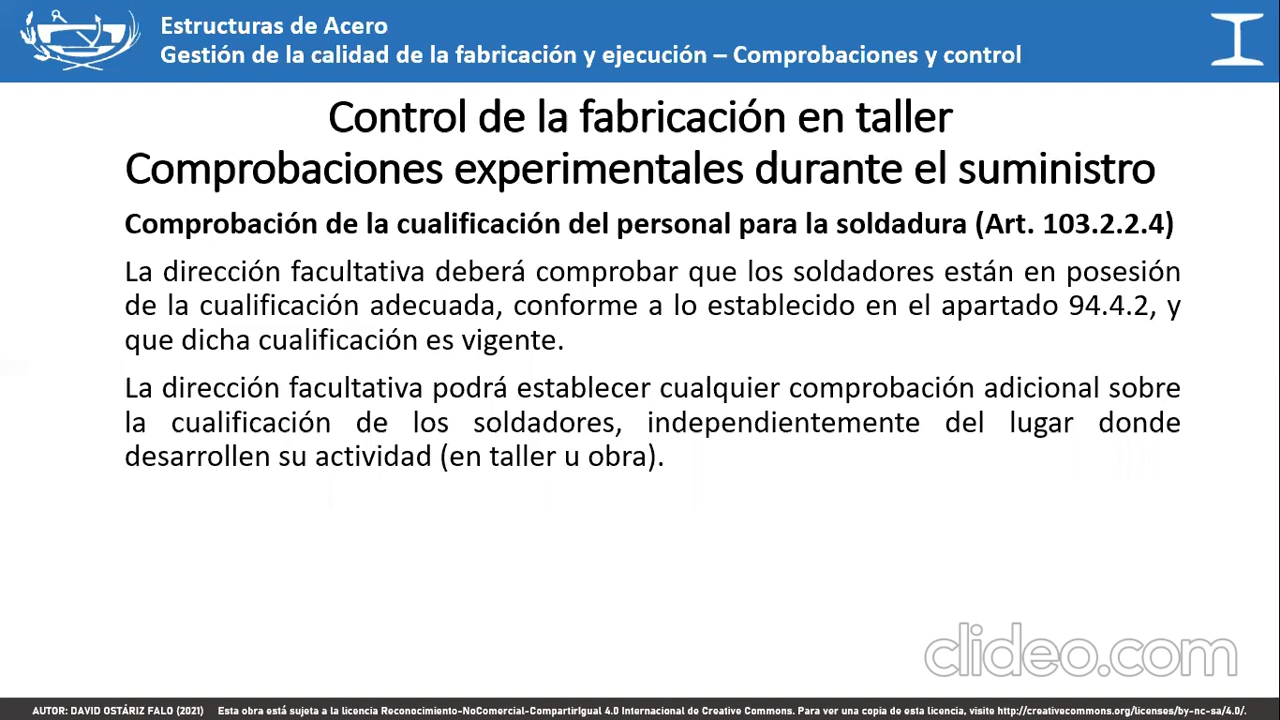 Estructuras de Acero
Gestión de la calidad de la fabricación y ejecución – Comprobaciones y control
Control de la fabricación en taller
Comprobaciones experimentales durante el suministro
Comprobación de la cualificación del personal para la soldadura (Art. 103.2.2.4)
La dirección facultativa deberá comprobar que los soldadores están en posesión
de la cualificación adecuada, conforme a lo establecido en el apartado 94.4.2, y
que dicha cualificación es vigente.
La dirección facultativa podrá establecer cualquier comprobación adicional sobre
la cualificación de los soldadores, independientemente del lugar donde
desarrollen su actividad (en taller u obra).
clideo.com
AUTOR: DAVID OSTÁRIZ FALO (2021) Esta obra está sujeta a la licencia Reconocimiento-NoComercial-CompartirIgual 4.0 Internacional de Creative Commons. Para ver una copia de esta licencia, visite http://creativecommons.org/licenses/by-nc-sa/4.0/.